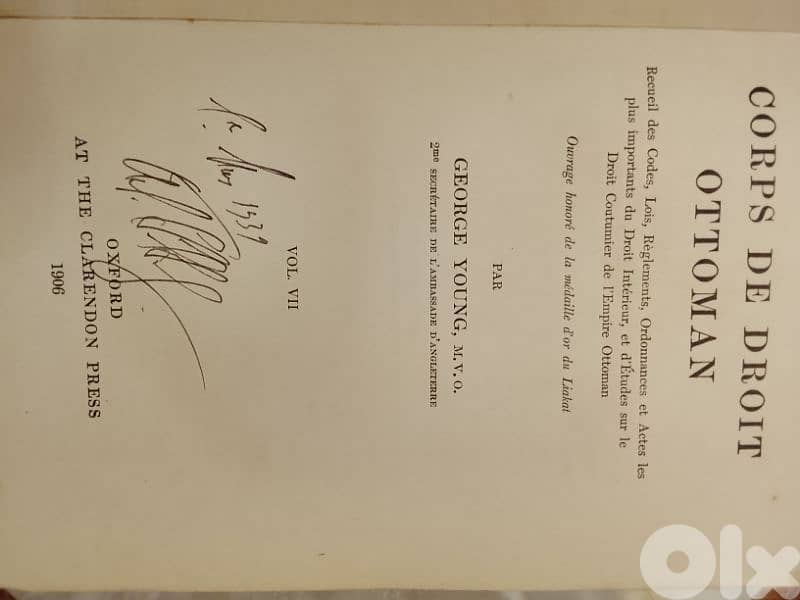 CORPS DE DROIT
OTTOMAN
Recueil des Codes, Lois, Règlements, Ordonnances et Actes les
plus importants du Droit Intérieur, et d'Études sur le
Droit Coutumier de l'Empire Ottoman
Ouvrage honoré de la médaille d'or du Liakat
PAR
GEORGE YOUNG, M.V.O.
2me SECRÉTAIRE DE L'AMBASSADE D'ANGLETERRE
VOL. VII
1939
OXFORD
AT THE CLARENDON PRESS
1906
Olx